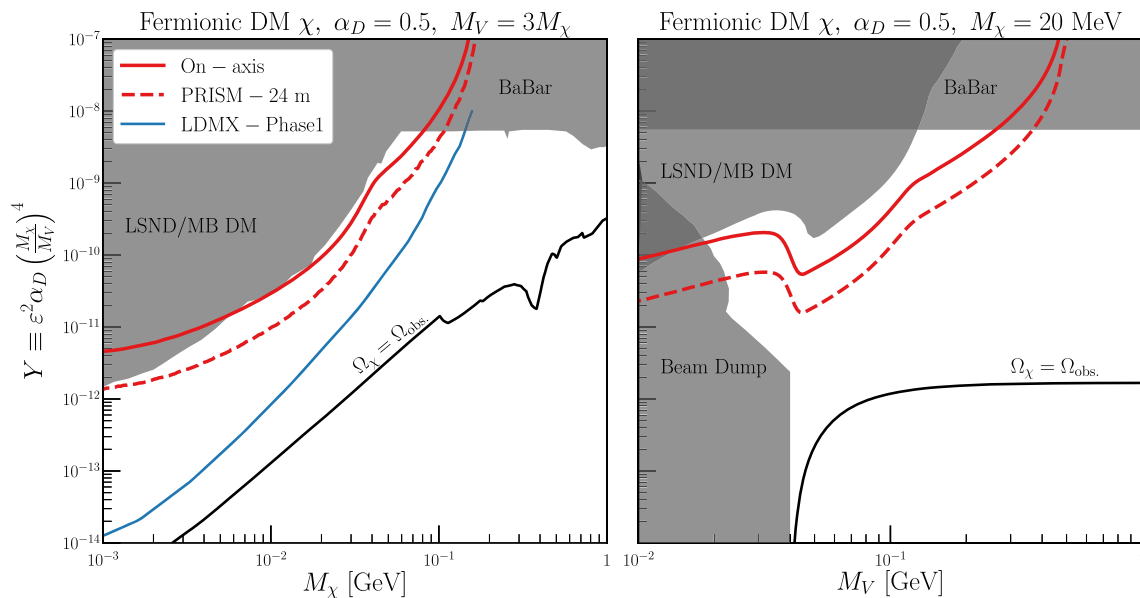 Fermionic DM χ, α_D = 0.5, M_V = 3M_χ
Fermionic DM χ, α_D = 0.5, M_χ = 20 MeV
Y ≡ ε²α_D (M_χ/M_V)⁴
10⁻⁷
10⁻⁸
10⁻⁹
10⁻¹⁰
10⁻¹¹
10⁻¹²
10⁻¹³
10⁻¹⁴
On − axis
PRISM − 24 m
LDMX − Phase1
BaBar
LSND/MB DM
Ω_χ = Ω_obs.
10⁻³
10⁻²
10⁻¹
1
M_χ [GeV]
BaBar
LSND/MB DM
Beam Dump
Ω_χ = Ω_obs.
10⁻²
10⁻¹
M_V [GeV]